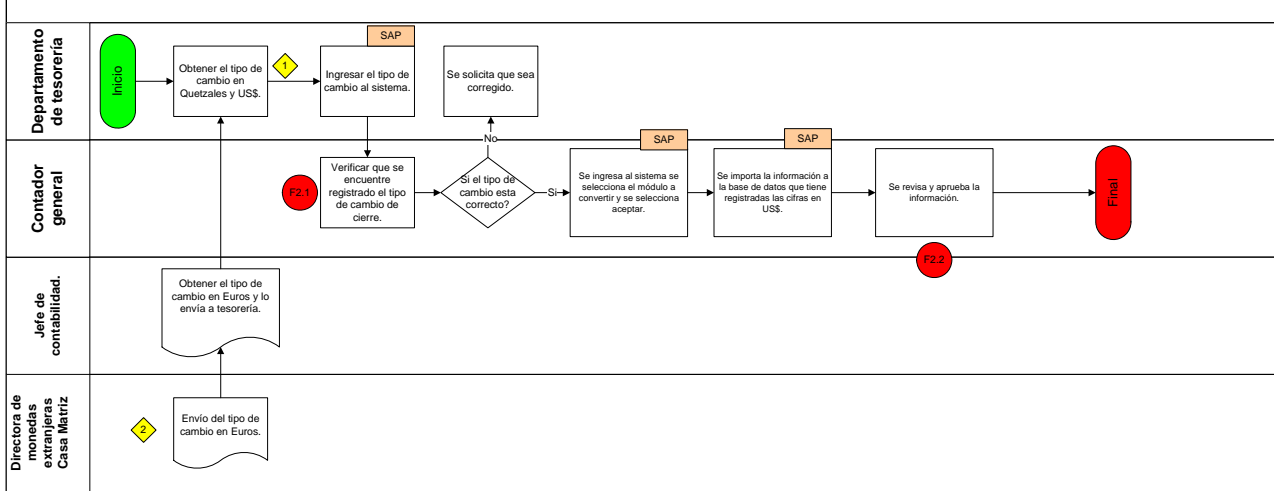 Departamento
de tesorería
Inicio
Obtener el tipo de
cambio en
Quetzales y US$.
1
SAP
Ingresar el tipo de
cambio al sistema.
Se solicita que sea
corregido.
No
Contador
general
F2.1
Verificar que se
encuentre
registrado el tipo
de cambio de
cierre.
Si el tipo de
cambio esta
correcto?
Si
SAP
Se ingresa al sistema se
selecciona el módulo a
convertir y se selecciona
aceptar.
SAP
Se importa la información a
la base de datos que tiene
registradas las cifras en
US$.
Se revisa y aprueba la
información.
F2.2
Final
Jefe de
contabilidad.
Obtener el tipo de
cambio en Euros y lo
envía a tesorería.
Directora de
monedas
extranjeras
Casa Matriz
2
Envío del tipo de
cambio en Euros.